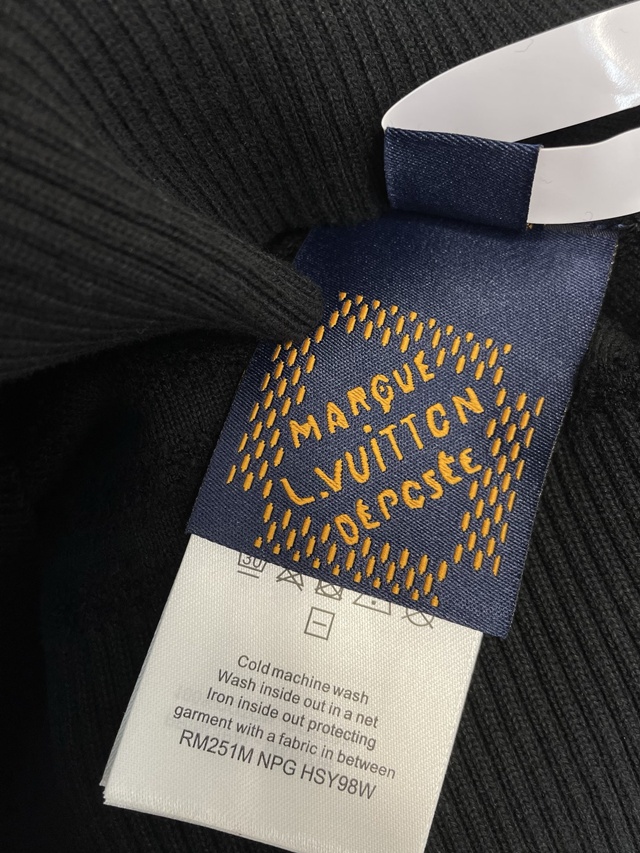 MARQUE
L.VUiTTON
DÉPOSÉE
30
Cold machine wash
Wash inside out in a net
Iron inside out protecting
garment with a fabric in between
RM251M NPG HSY98W